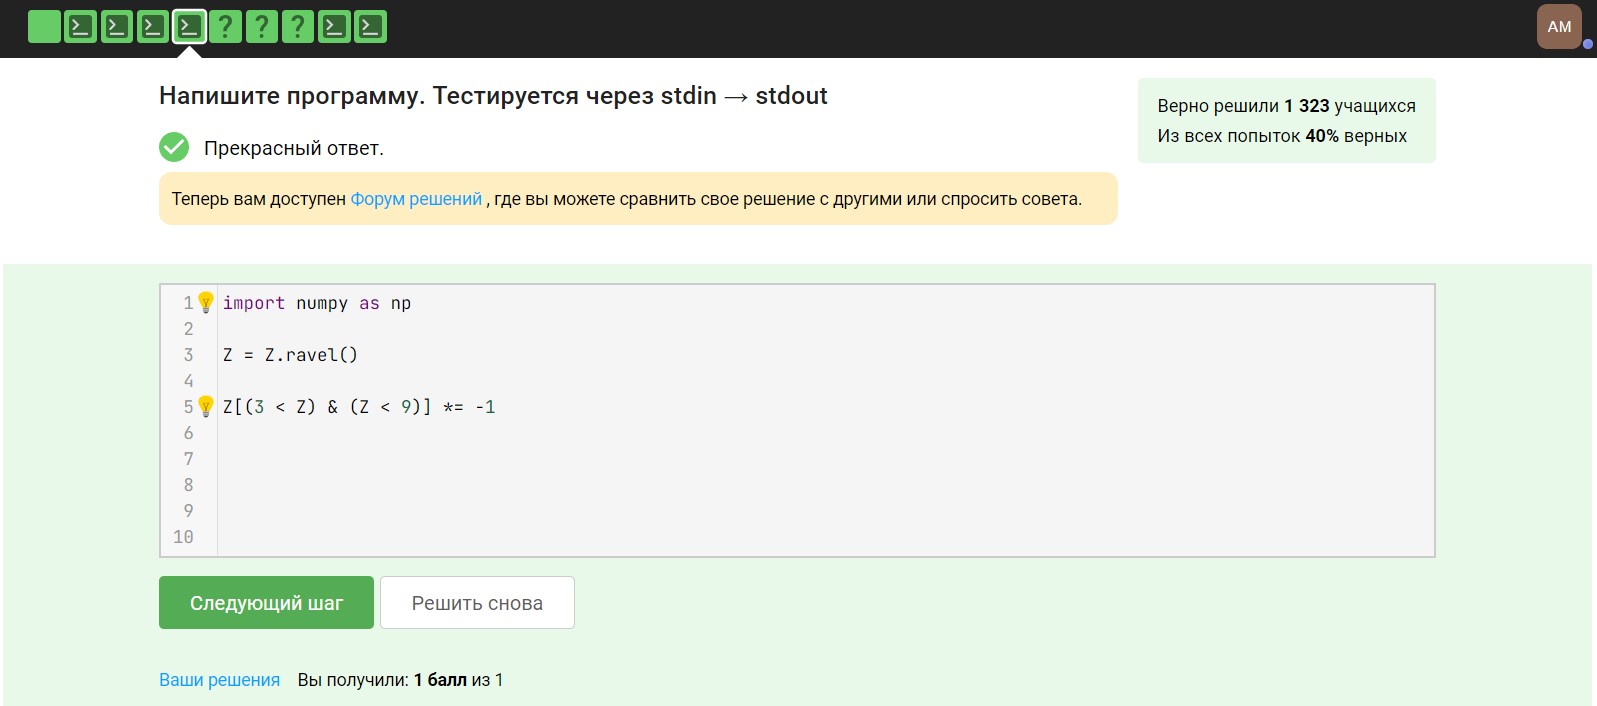 AM
Напишите программу. Тестируется через stdin → stdout
Верно решили 1 323 учащихся
Из всех попыток 40% верных
Прекрасный ответ.
Теперь вам доступен Форум решений , где вы можете сравнить свое решение с другими или спросить совета.
1 import numpy as np
2
3 Z = Z.ravel()
4
5 Z[(3 < Z) & (Z < 9)] *= -1
6
7
8
9
10
Следующий шаг Решить снова
Ваши решения Вы получили: 1 балл из 1